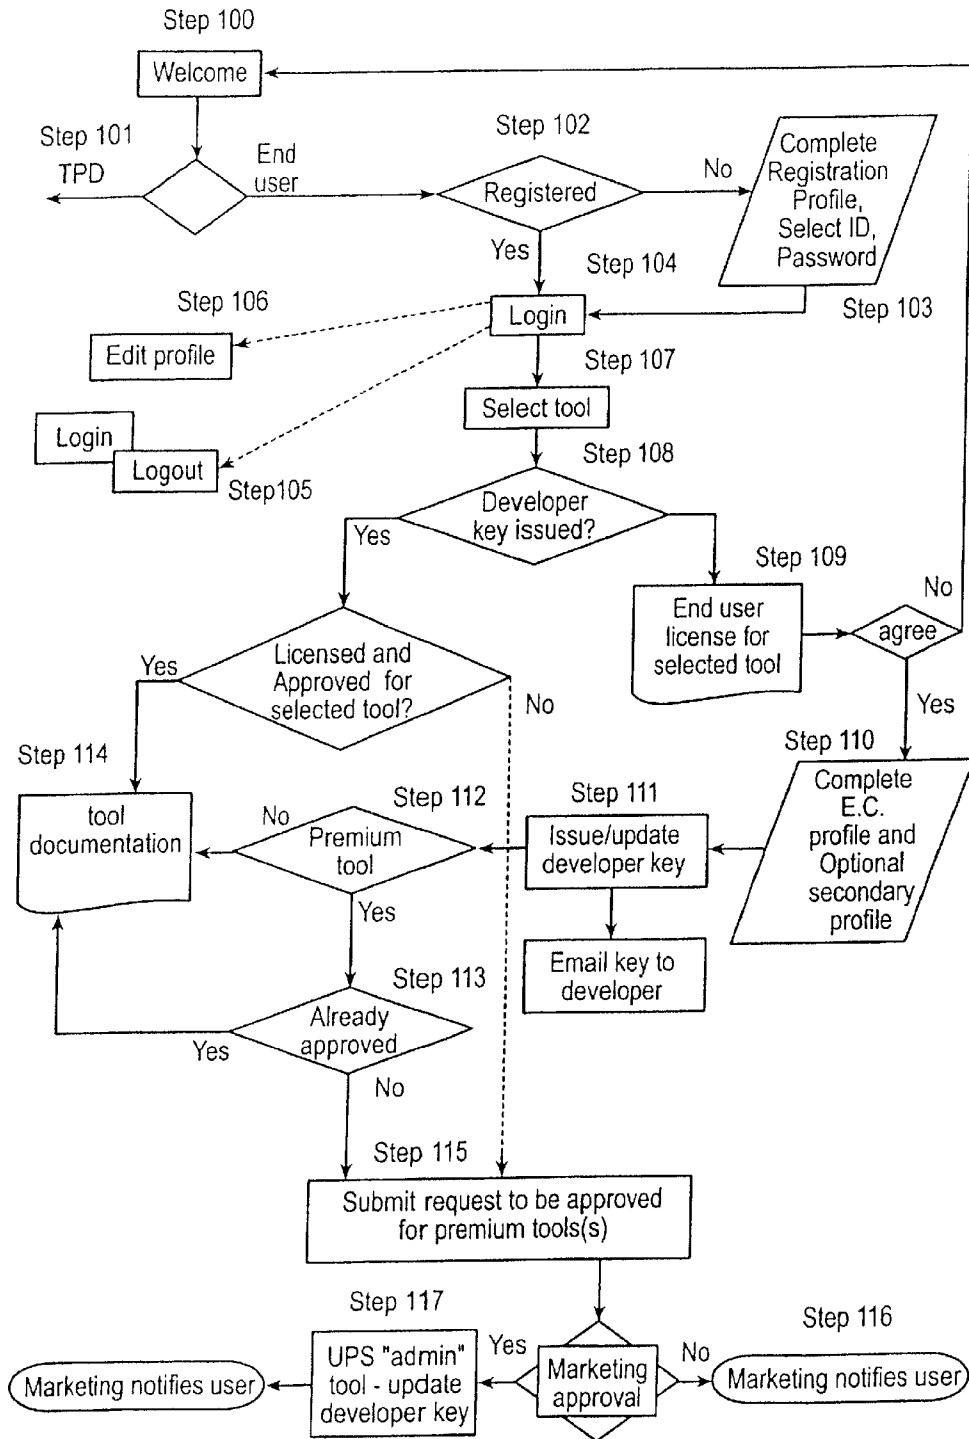 Step 100
Welcome
Step 101
TPD
End
user
Step 102
Registered
No
Complete
Registration
Profile,
Select ID,
Password
Yes
Step 104
Step 103
Step 106
Login
Edit profile
Step 107
Select tool
Login
Logout
Step105
Step 108
Developer
key issued?
Yes
Step 109
No
End user
license for
selected tool
agree
Licensed and
Approved for
selected tool?
Yes
No
Yes
Step 114
Step 110
tool
documentation
Step 112
No
Premium
tool
Step 111
Issue/update
developer key
Complete
E.C.
profile and
Optional
secondary
profile
Yes
Email key to
developer
Step 113
Already
approved
Yes
No
Step 115
Submit request to be approved
for premium tools(s)
Step 117
Step 116
Marketing notifies user
UPS "admin"
tool - update
developer key
Yes
Marketing
approval
No
Marketing notifies user